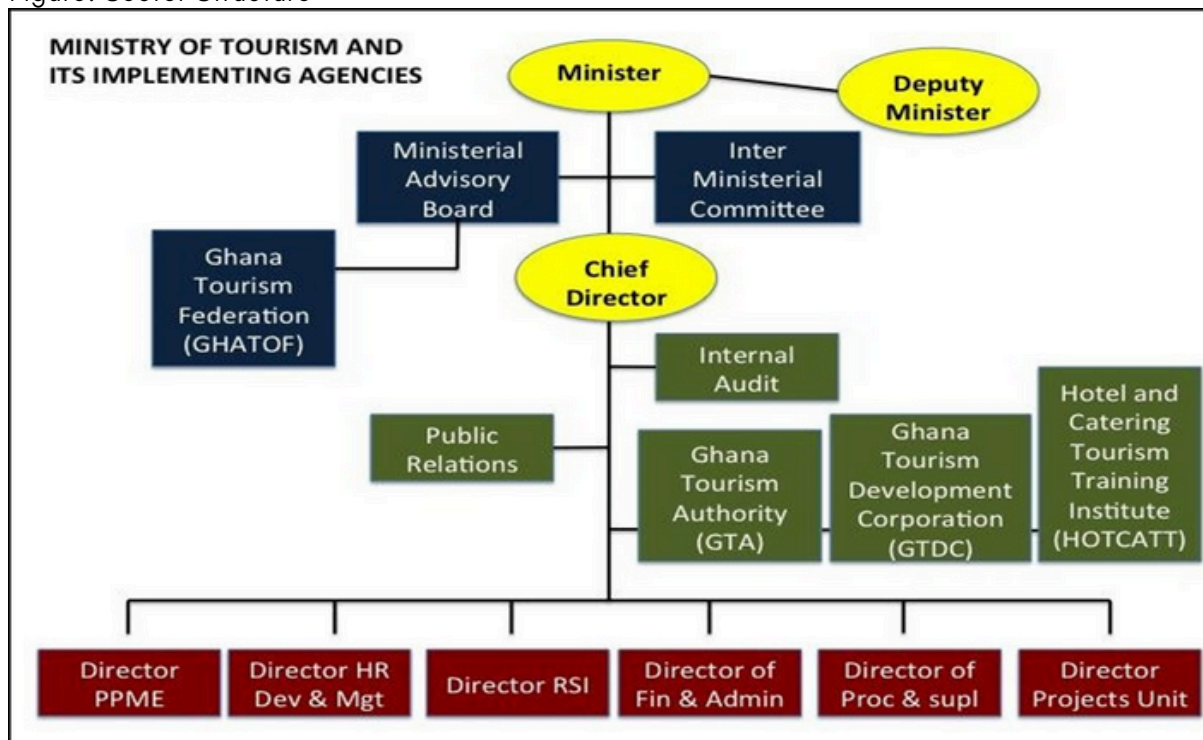 Figure: Sector Structure
MINISTRY OF TOURISM AND
ITS IMPLEMENTING AGENCIES
Minister
Deputy
Minister
Ministerial
Advisory
Board
Inter
Ministerial
Committee
Ghana
Tourism
Federation
(GHATOF)
Chief
Director
Internal
Audit
Public
Relations
Ghana
Tourism
Authority
(GTA)
Ghana
Tourism
Development
Corporation
(GTDC)
Hotel and
Catering
Tourism
Training
Institute
(HOTCATT)
Director
PPME
Director HR
Dev & Mgt
Director RSI
Director of
Fin & Admin
Director of
Proc & supl
Director
Projects Unit